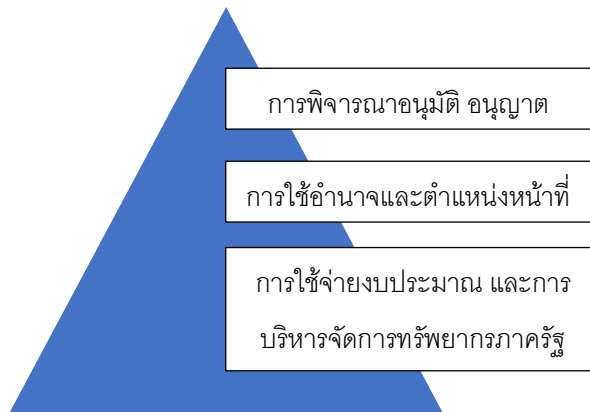 การพิจารณาอนุมัติ อนุญาต
การใช้อำนาจและตำแหน่งหน้าที่
การใช้จ่ายงบประมาณ และการ
บริหารจัดการทรัพยากรภาครัฐ